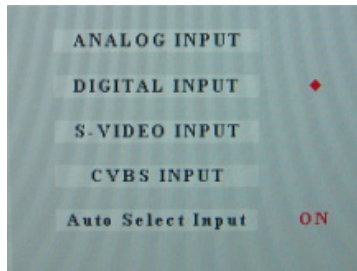 ANALOG INPUT
DIGITAL INPUT
S-VIDEO INPUT
CVBS INPUT
Auto Select Input ON